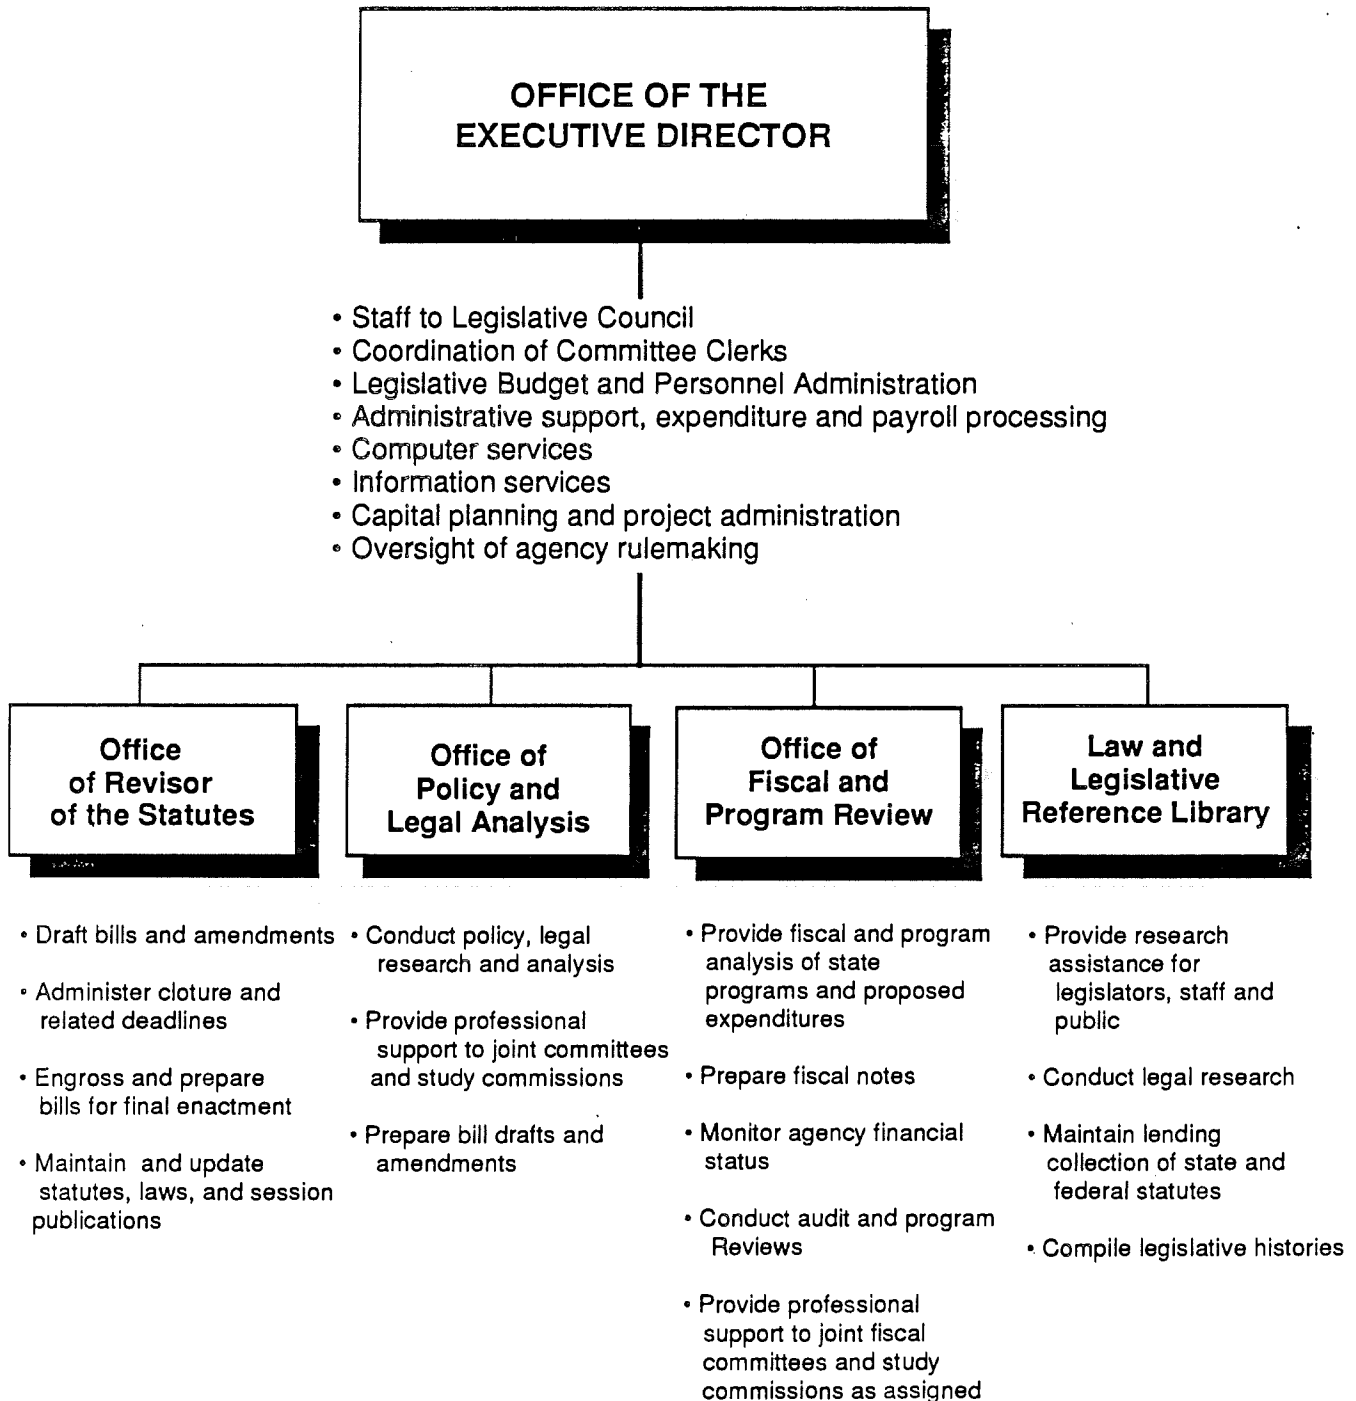 OFFICE OF THE
EXECUTIVE DIRECTOR
• Staff to Legislative Council
• Coordination of Committee Clerks
• Legislative Budget and Personnel Administration
• Administrative support, expenditure and payroll processing
• Computer services
• Information services
• Capital planning and project administration
• Oversight of agency rulemaking
Office
of Revisor
of the Statutes
• Draft bills and amendments
• Administer cloture and
related deadlines
• Engross and prepare
bills for final enactment
• Maintain and update
statutes, laws, and session
publications
Office of
Policy and
Legal Analysis
• Conduct policy, legal
research and analysis
• Provide professional
support to joint committees
and study commissions
• Prepare bill drafts and
amendments
Office of
Fiscal and
Program Review
• Provide fiscal and program
analysis of state
programs and proposed
expenditures
• Prepare fiscal notes
• Monitor agency financial
status
• Conduct audit and program
Reviews
• Provide professional
support to joint fiscal
committees and study
commissions as assigned
Law and
Legislative
Reference Library
• Provide research
assistance for
legislators, staff and
public
• Conduct legal research
• Maintain lending
collection of state and
federal statutes
• Compile legislative histories